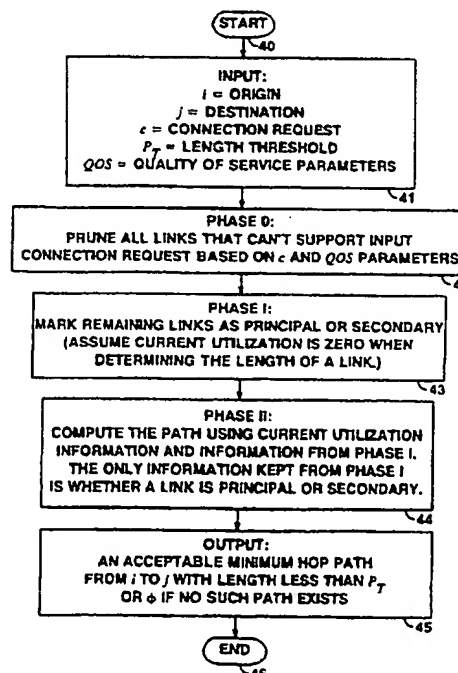 START
40
INPUT:
i = ORIGIN
j = DESTINATION
c = CONNECTION REQUEST
P_T = LENGTH THRESHOLD
QOS = QUALITY OF SERVICE PARAMETERS
41
PHASE 0:
PRUNE ALL LINKS THAT CAN'T SUPPORT INPUT
CONNECTION REQUEST BASED ON c AND QOS PARAMETERS
PHASE I:
MARK REMAINING LINKS AS PRINCIPAL OR SECONDARY
(ASSUME CURRENT UTILIZATION IS ZERO WHEN
DETERMINING THE LENGTH OF A LINK.)
43
PHASE II:
COMPUTE THE PATH USING CURRENT UTILIZATION
INFORMATION AND INFORMATION FROM PHASE I.
THE ONLY INFORMATION KEPT FROM PHASE I
IS WHETHER A LINK IS PRINCIPAL OR SECONDARY.
44
OUTPUT:
AN ACCEPTABLE MINIMUM HOP PATH
FROM i TO j WITH LENGTH LESS THAN P_T
OR ϕ IF NO SUCH PATH EXISTS
45
END
46